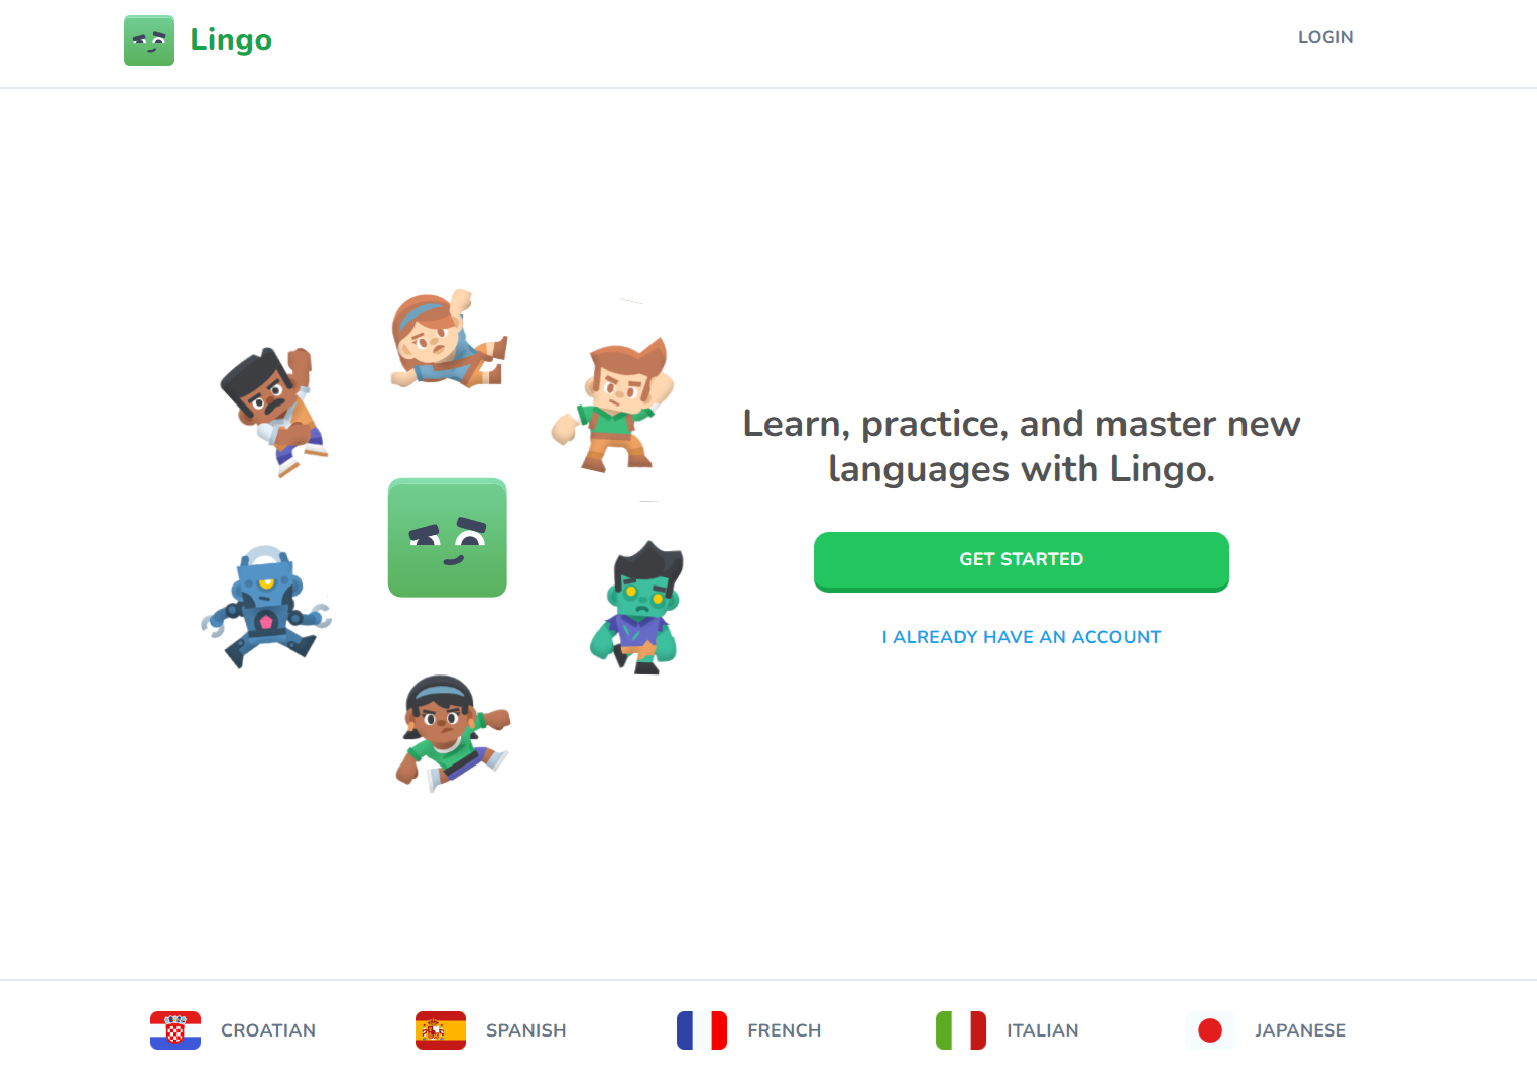 Lingo
LOGIN
Learn, practice, and master new
languages with Lingo.
GET STARTED
I ALREADY HAVE AN ACCOUNT
CROATIAN
SPANISH
FRENCH
ITALIAN
JAPANESE